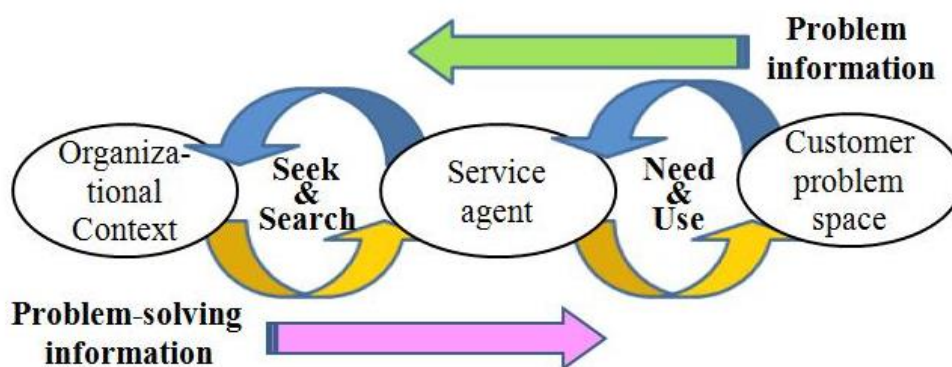 Problem
information
Organiza-
tional
Context
Seek
&
Search
Service
agent
Need
&
Use
Customer
problem
space
Problem-solving
information